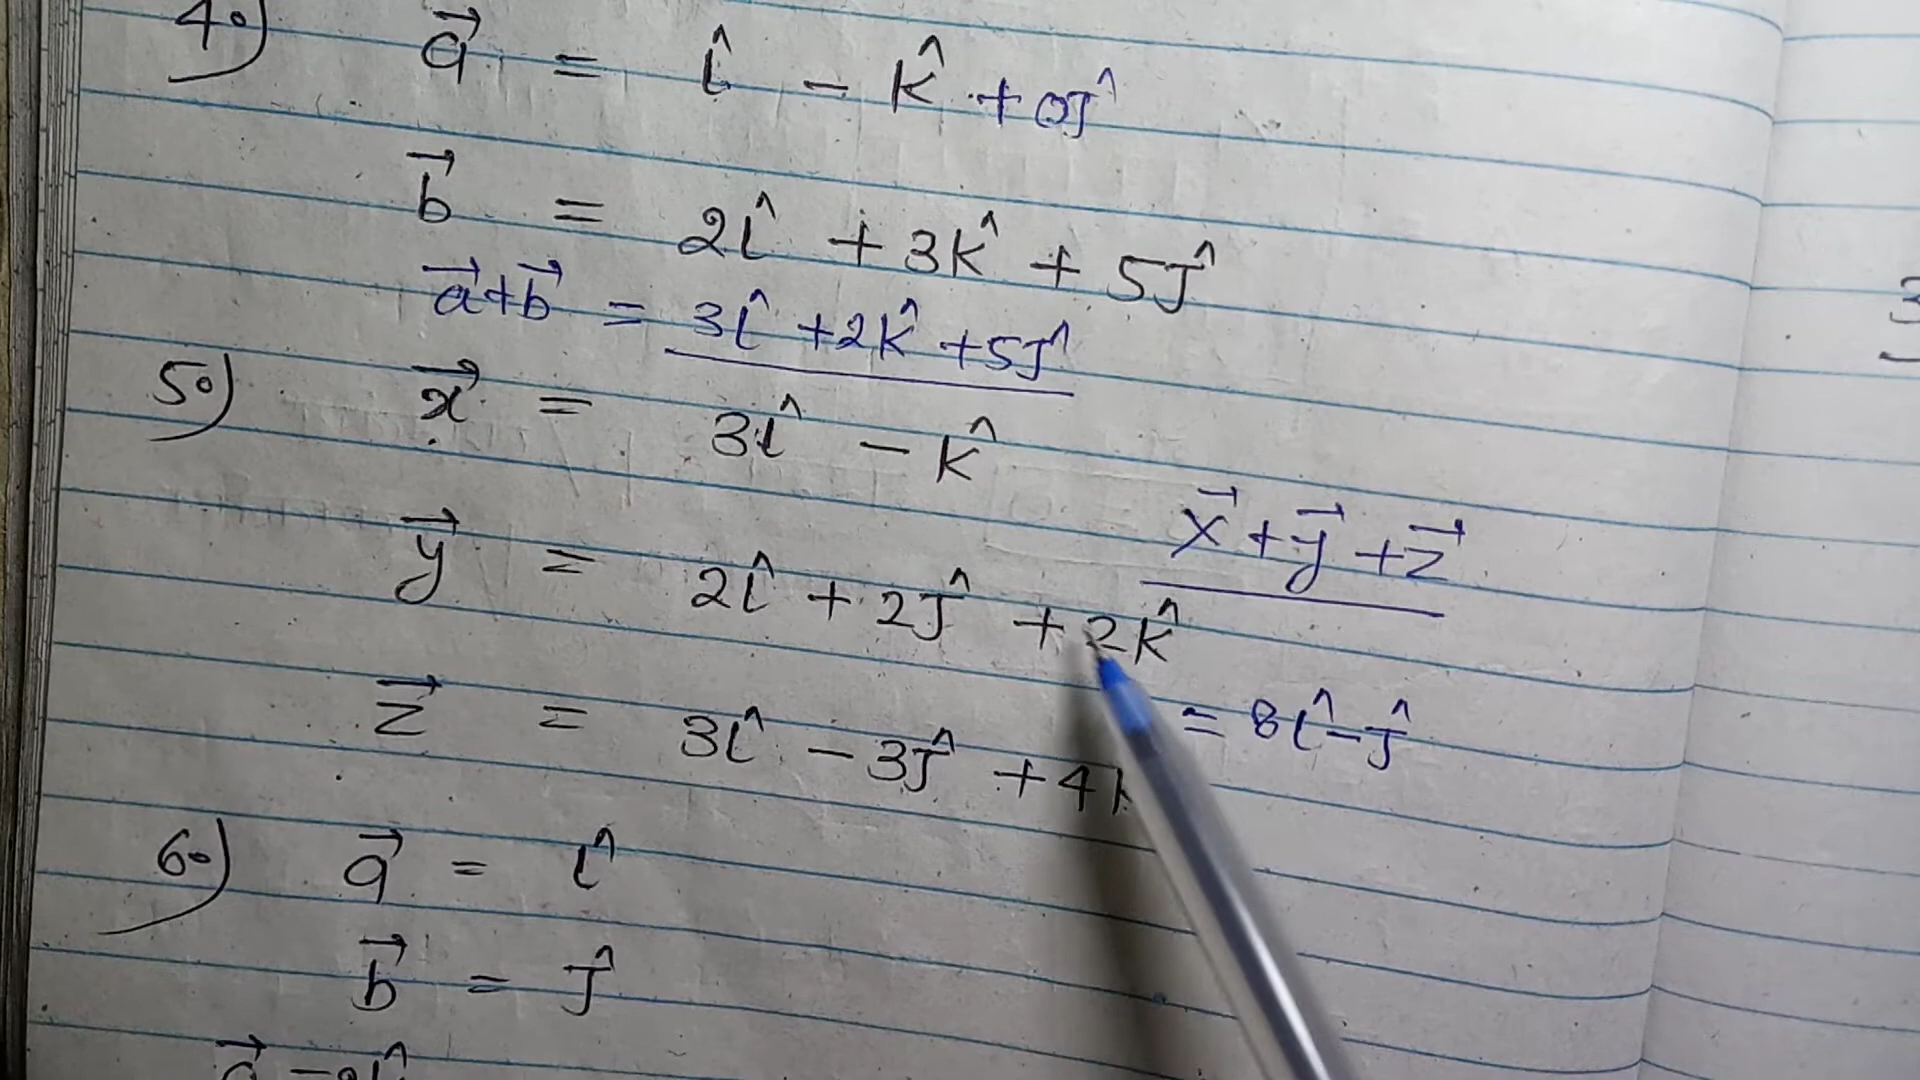 4.) a⃗ = î - k̂ + 0ĵ
b⃗ = 2î + 3k̂ + 5ĵ
a⃗+b⃗ = 3î +2k̂ +5ĵ
5.) x⃗ = 3î - k̂
x⃗+y⃗+z⃗
y⃗ = 2î + 2ĵ + 2k̂
= 8î-ĵ
z⃗ = 3î - 3ĵ + 4
6.) a⃗ = î
b⃗ = ĵ